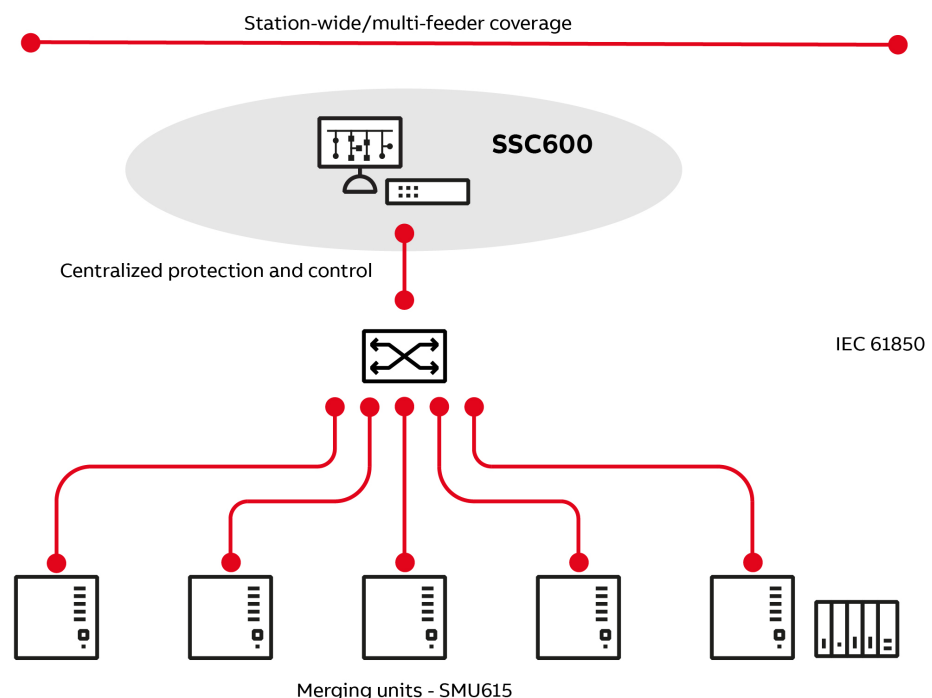 Station-wide/multi-feeder coverage
SSC600
Centralized protection and control
IEC 61850
Merging units - SMU615